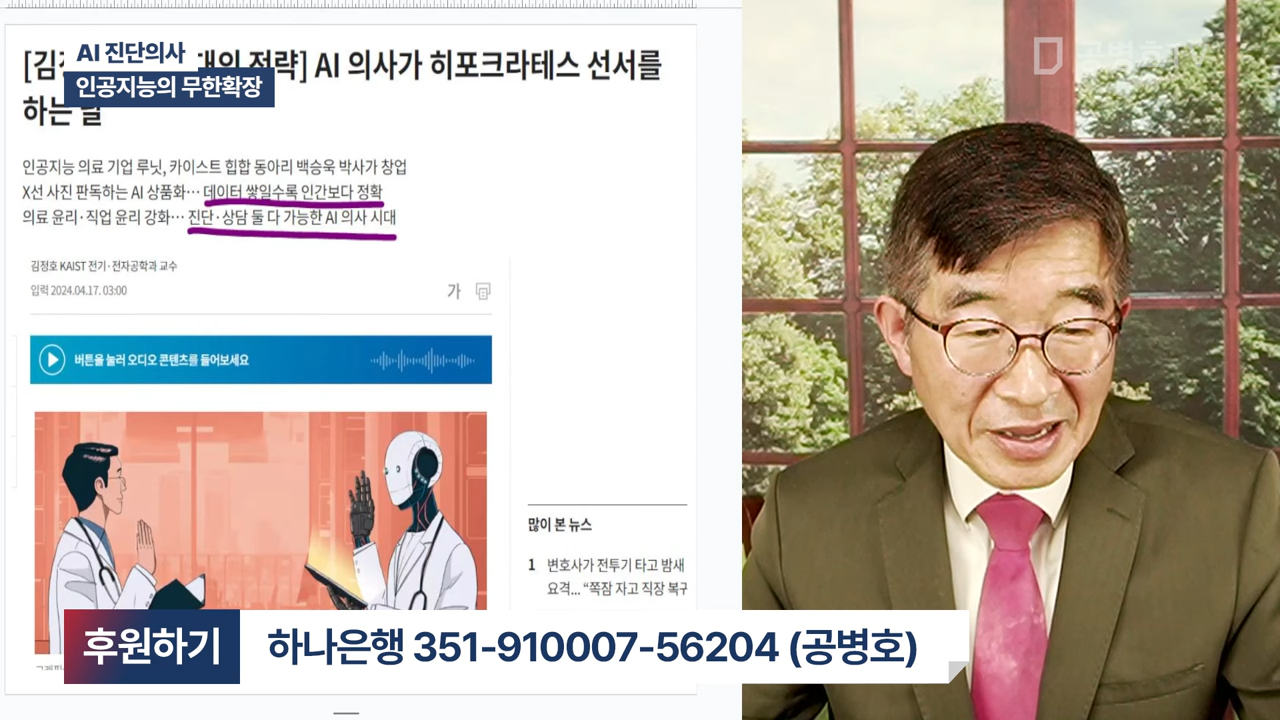 AI 진단의사
인공지능의 무한확장
[김 전략] AI 의사가 히포크라테스 선서를
하는 날
인공지능 의료 기업 루닛, 카이스트 힙합 동아리 백승욱 박사가 창업
X선 사진 판독하는 AI 상품화… 데이터 쌓일수록 인간보다 정확
의료 윤리·직업 윤리 강화… 진단·상담 둘 다 가능한 AI 의사 시대
김정호 KAIST 전기·전자공학과 교수
입력 2024.04.17. 03:00
가
버튼을 눌러 오디오 콘텐츠를 들어보세요
많이 본 뉴스
1 변호사가 전투기 타고 밤새
요격... “쪽잠 자고 직장 복구
후원하기
하나은행 351-910007-56204 (공병호)
공병호TV